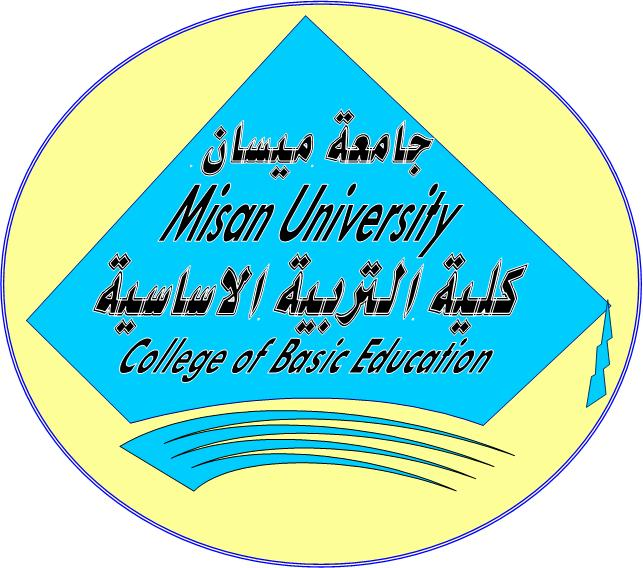 جامعة ميسان
Misan University
كلية التربية الاساسية
College of Basic Education